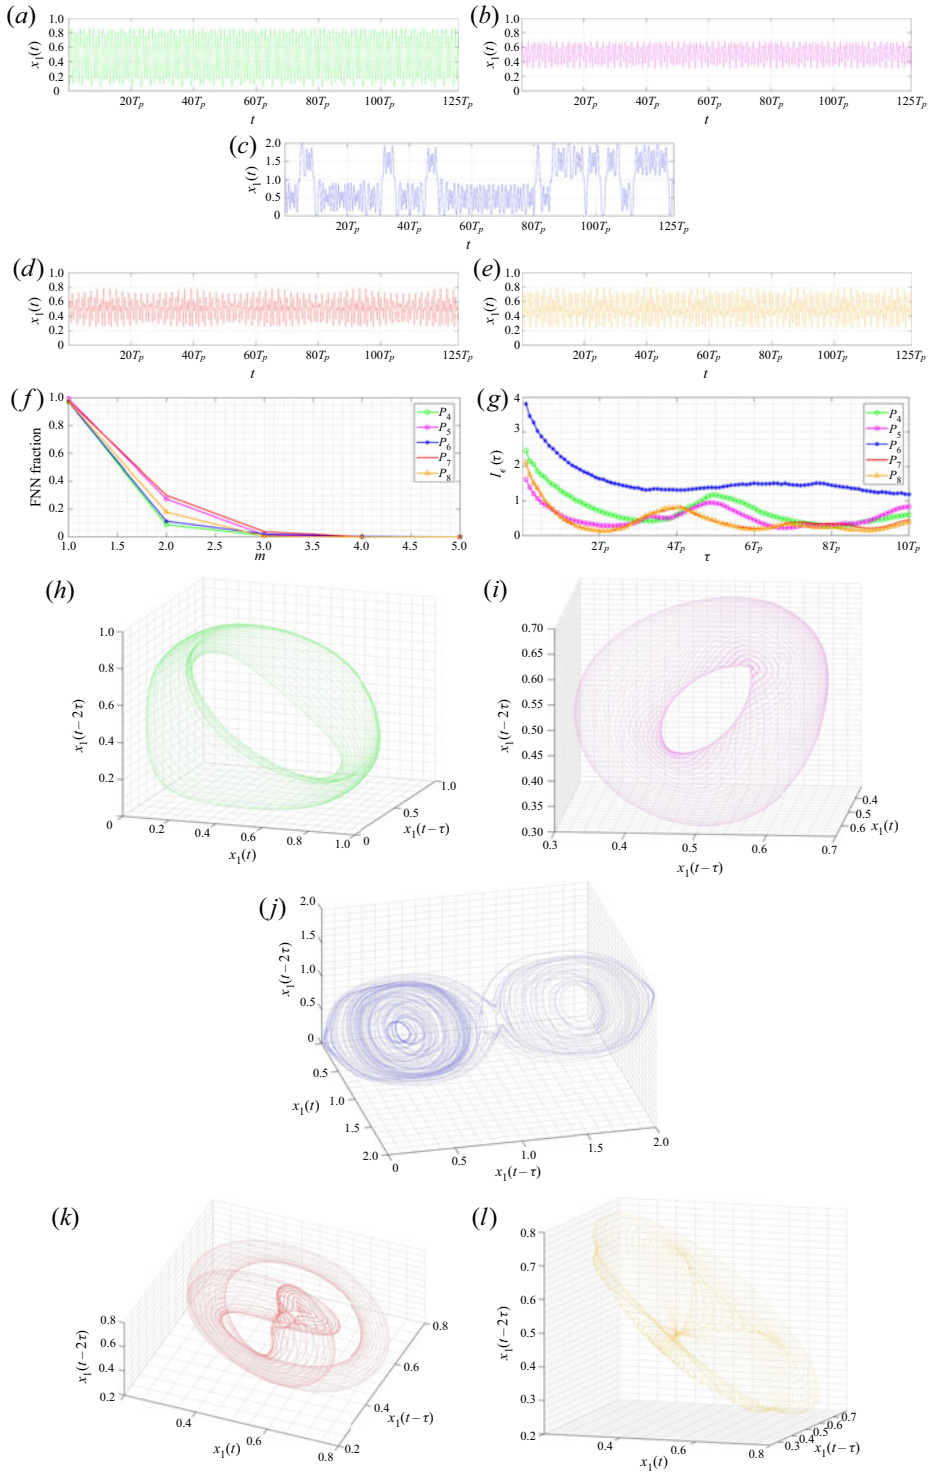 (a)
1.0
0.8
0.6
0.4
0.2
0
x₁(t)
20Tₚ 40Tₚ 60Tₚ 80Tₚ 100Tₚ 125Tₚ
t
(b)
1.0
0.8
0.6
0.4
0.2
0
x₁(t)
20Tₚ 40Tₚ 60Tₚ 80Tₚ 100Tₚ 125Tₚ
t
(c)
2.0
1.5
1.0
0.5
0
x₁(t)
20Tₚ 40Tₚ 60Tₚ 80Tₚ 100Tₚ 125Tₚ
t
(d)
1.0
0.8
0.6
0.4
0.2
0
x₁(t)
20Tₚ 40Tₚ 60Tₚ 80Tₚ 100Tₚ 125Tₚ
t
(e)
1.0
0.8
0.6
0.4
0.2
0
x₁(t)
20Tₚ 40Tₚ 60Tₚ 80Tₚ 100Tₚ 125Tₚ
t
(f)
1.0
0.8
0.6
0.4
0.2
0
FNN fraction
1.0 1.5 2.0 2.5 3.0 3.5 4.0 4.5 5.0
m
P₄
P₅
P₆
P₇
P₈
(g)
4
3
2
1
0
I_ϵ(τ)
2Tₚ 4Tₚ 6Tₚ 8Tₚ 10Tₚ
τ
P₄
P₅
P₆
P₇
P₈
(h)
1.0
0.8
0.6
0.4
0.2
0
x₁(t−2τ)
0.2 0.4 0.6 0.8 1.0
x₁(t)
0 0.5 1.0
x₁(t−τ)
(i)
0.70
0.65
0.60
0.55
0.50
0.45
0.40
0.35
0.30
x₁(t−2τ)
0.3 0.4 0.5 0.6 0.7
x₁(t−τ)
0.4
0.5
0.6
x₁(t)
(j)
2.0
1.5
1.0
0.5
0
x₁(t−2τ)
0.5
1.0
1.5
2.0
x₁(t)
0 0.5 1.0 1.5 2.0
x₁(t−τ)
(k)
0.8
0.6
0.4
0.2
x₁(t−2τ)
0.4 0.6 0.8
x₁(t)
0.2 0.4 0.6 0.8
x₁(t−τ)
(l)
0.8
0.7
0.6
0.5
0.4
0.3
0.2
x₁(t−2τ)
0.4 0.6 0.8
x₁(t)
0.3 0.4 0.5 0.6 0.7
x₁(t−τ)